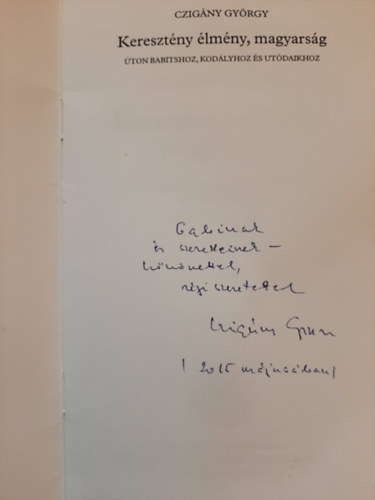 CZIGÁNY GYÖRGY
Keresztény élmény, magyarság
ÚTON BABITSHOZ, KODÁLYHOZ ÉS UTÓDAIKHOZ
Gabinak
és szeretteinek –
köszönettel,
régi szeretettel
Czigány György
/ 2015 májusában /